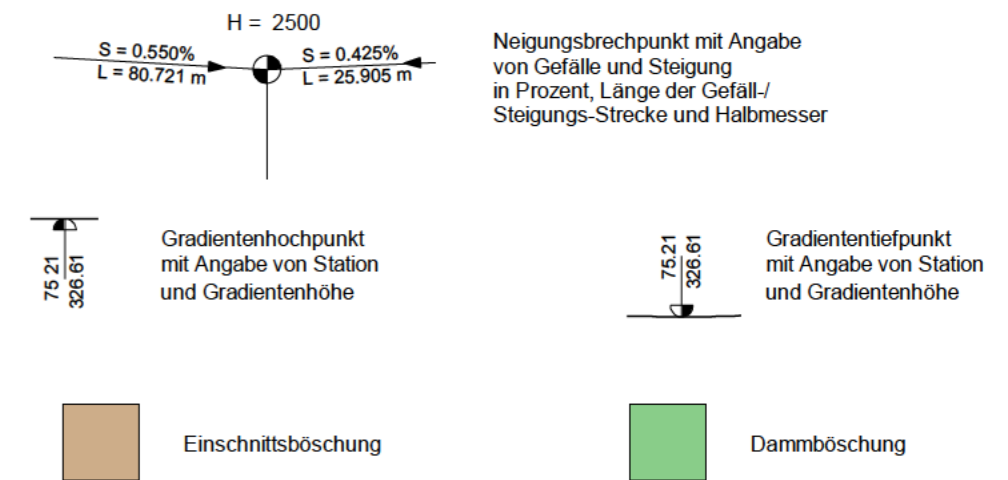 H = 2500
S = 0.550%
L = 80.721 m
S = 0.425%
L = 25.905 m
Neigungsbrechpunkt mit Angabe
von Gefälle und Steigung
in Prozent, Länge der Gefäll-/
Steigungs-Strecke und Halbmesser
75.21
326.61
Gradientenhochpunkt
mit Angabe von Station
und Gradientenhöhe
75.21
326.61
Gradiententiefpunkt
mit Angabe von Station
und Gradientenhöhe
Einschnittsböschung
Dammböschung